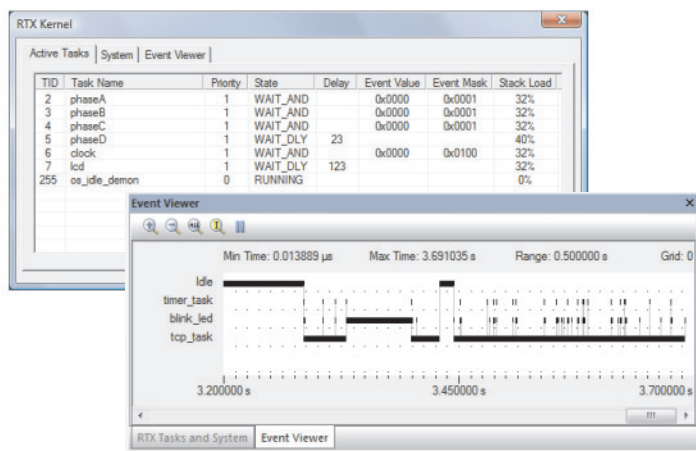 RTX Kernel
Active Tasks System Event Viewer
TID Task Name Priority State Delay Event Value Event Mask Stack Load
2 phaseA 1 WAIT_AND 0x0000 0x0001 32%
3 phaseB 1 WAIT_AND 0x0000 0x0001 32%
4 phaseC 1 WAIT_AND 0x0000 0x0001 32%
5 phaseD 1 WAIT_DLY 23 40%
6 clock 1 WAIT_AND 0x0000 0x0100 32%
7 lcd 1 WAIT_DLY 123 32%
255 os_idle_demon 0 RUNNING 0%
Event Viewer
Min Time: 0.013889 µs Max Time: 3.691035 s Range: 0.500000 s Grid: 0
Idle
timer_task
blink_led
tcp_task
3.200000 s 3.450000 s 3.700000 s
RTX Tasks and System Event Viewer